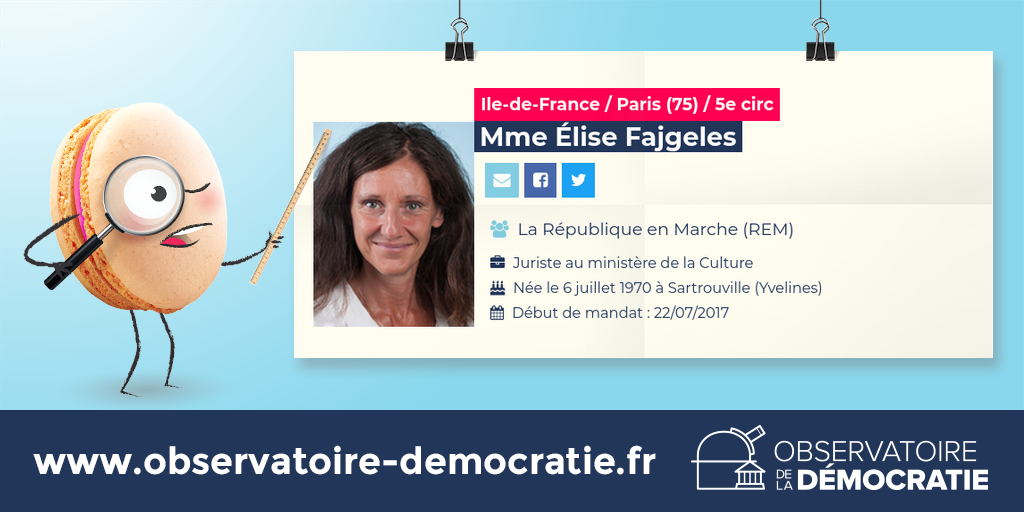 Ile-de-France / Paris (75) / 5e circ
Mme Élise Fajgeles
La République en Marche (REM)
Juriste au ministère de la Culture
Née le 6 juillet 1970 à Sartrouville (Yvelines)
Début de mandat : 22/07/2017
www.observatoire-democratie.fr
OBSERVATOIRE
DE LA DÉMOCRATIE